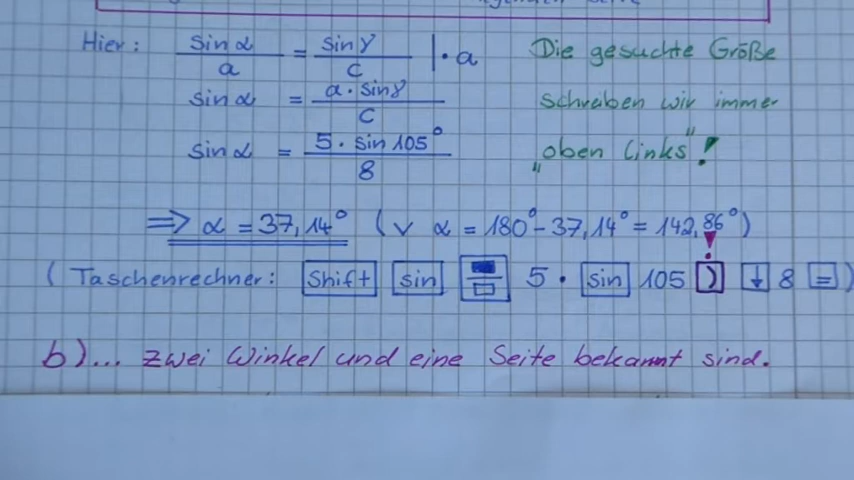 Hier: sin α / a = sin γ / c | · a Die gesuchte Größe
sin α = a · sin γ / c schreiben wir immer
sin α = 5 · sin 105° / 8 „oben links"!
⇒ α = 37,14° ( ∨ α = 180° - 37,14° = 142,86° )
( Taschenrechner: Shift sin 5 · sin 105 ) ↓ 8 = )
b)... zwei Winkel und eine Seite bekannt sind.